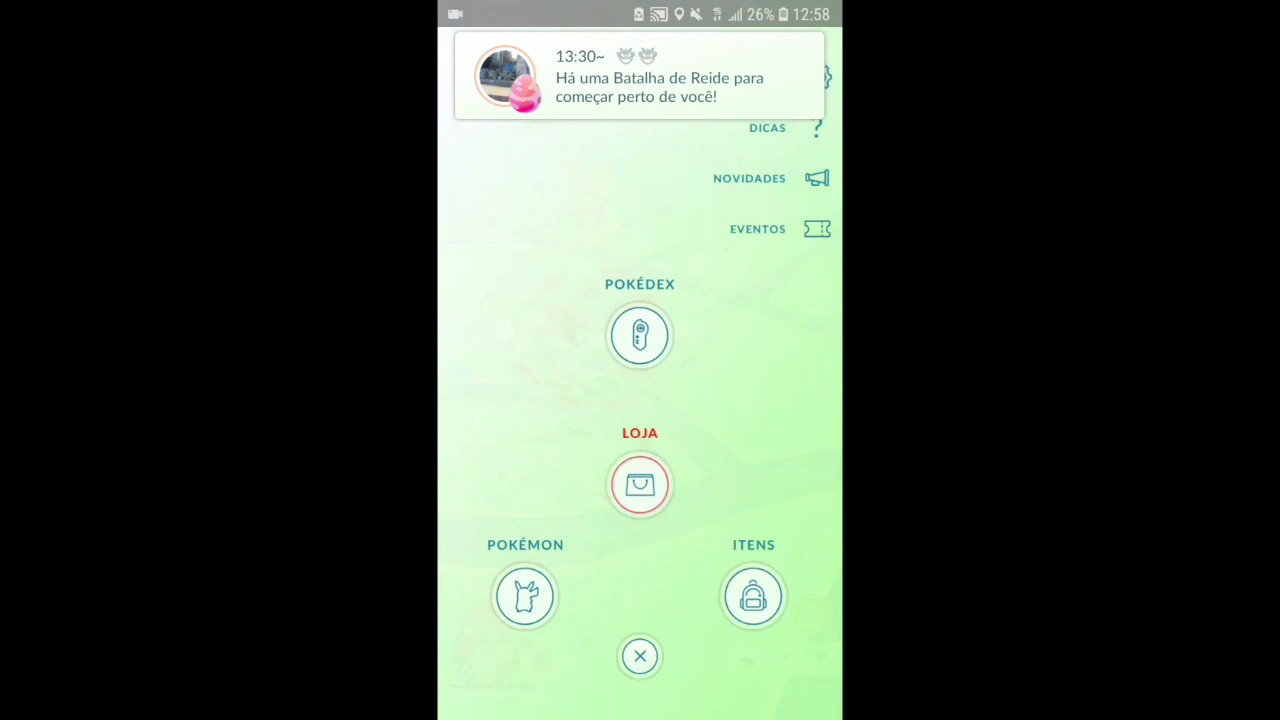 26% 12:58
13:30~
Há uma Batalha de Reide para
começar perto de você!
DICAS ?
NOVIDADES
EVENTOS
POKÉDEX
LOJA
POKÉMON
ITENS